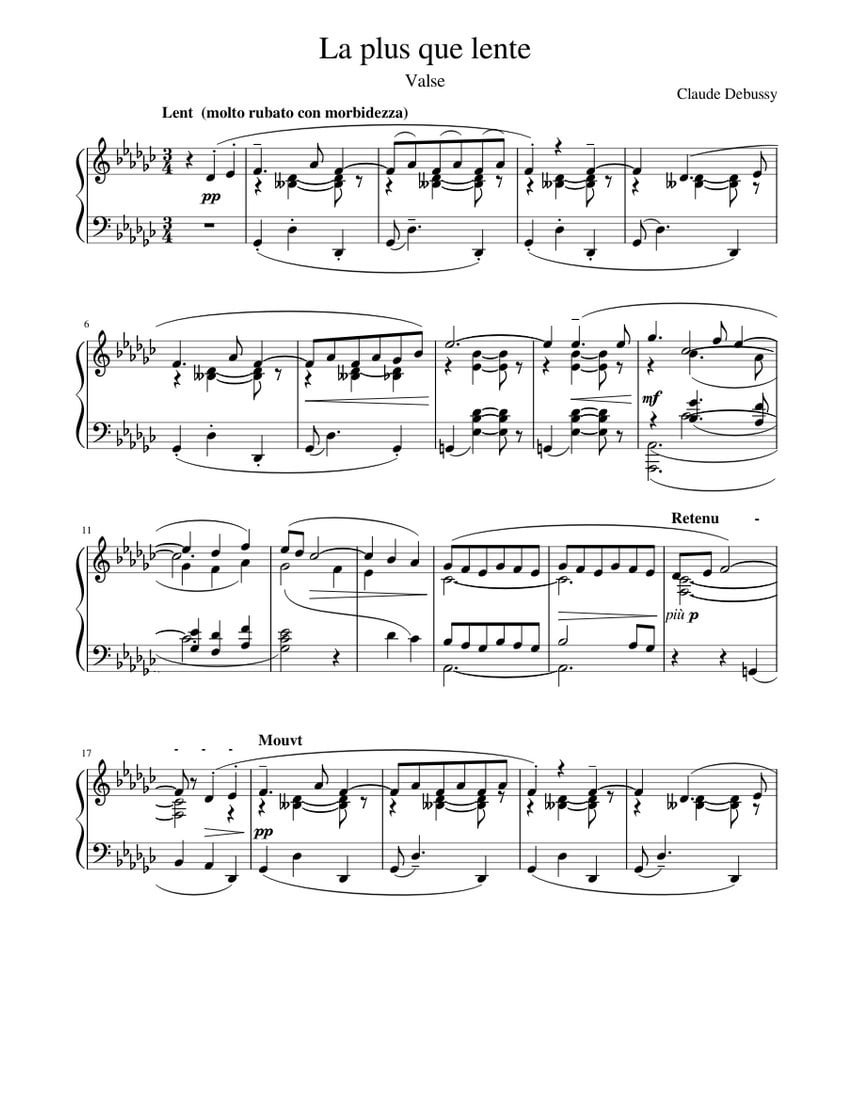 La plus que lente
Valse
Claude Debussy
Lent (molto rubato con morbidezza)
pp
6
mf
11
Retenu -
più p
17
- - -
Mouvt
pp